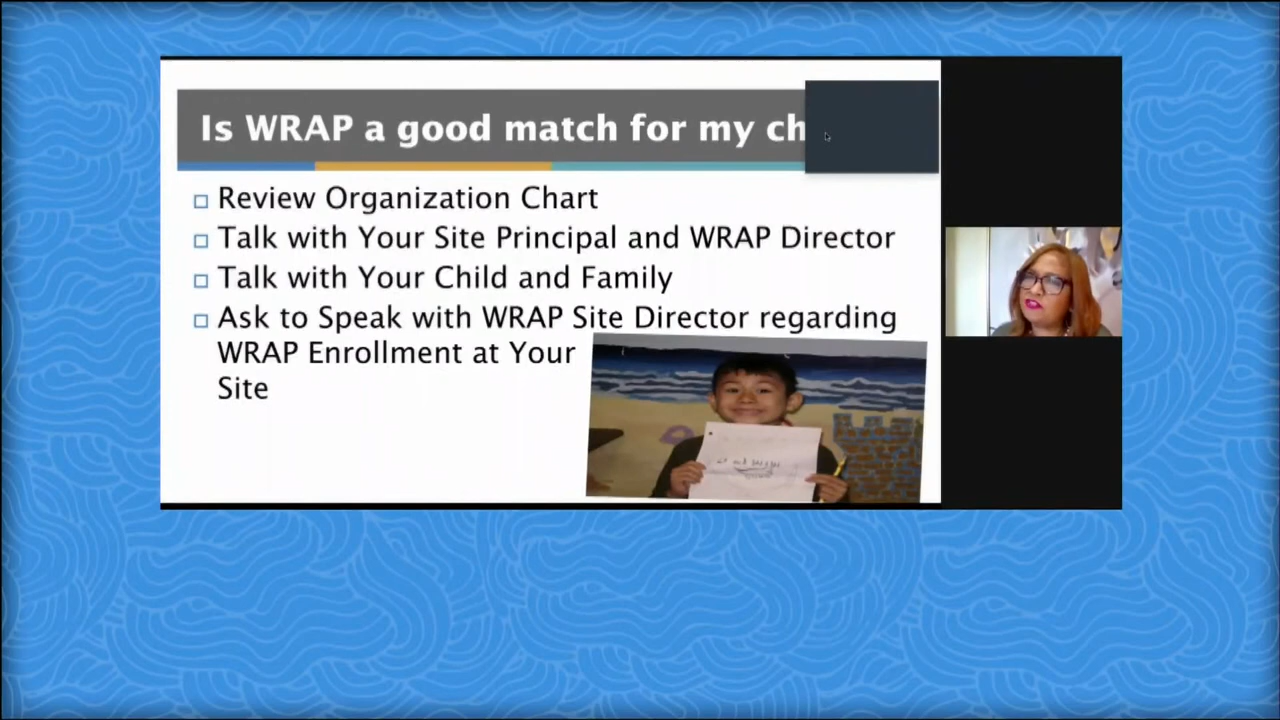 Is WRAP a good match for my ch
Review Organization Chart
Talk with Your Site Principal and WRAP Director
Talk with Your Child and Family
Ask to Speak with WRAP Site Director regarding
WRAP Enrollment at Your
Site